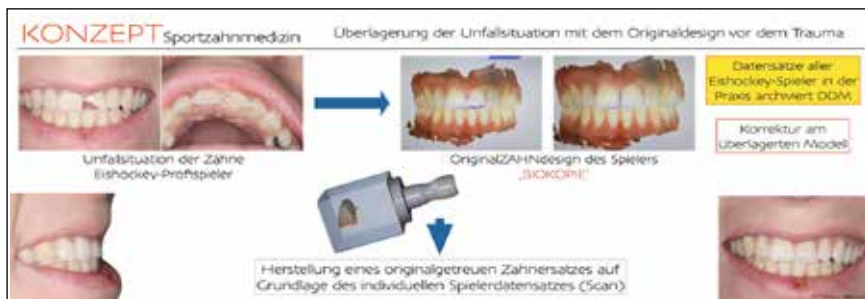 KONZEPT Sportzahnmedizin
Überlagerung der Unfallsituation mit dem Originaldesign vor dem Trauma
Unfallsituation der Zähne
Eishockey-Profispieler
OriginalZAHNdesign des Spielers
„BIOKOPIE"
Datensätze aller
Eishockey-Spieler in der
Praxis archiviert DDM
Korrektur am
überlagerten Modell
Herstellung eines originalgetreuen Zahnersatzes auf
Grundlage des individuellen Spielerdatensatzes (Scan)